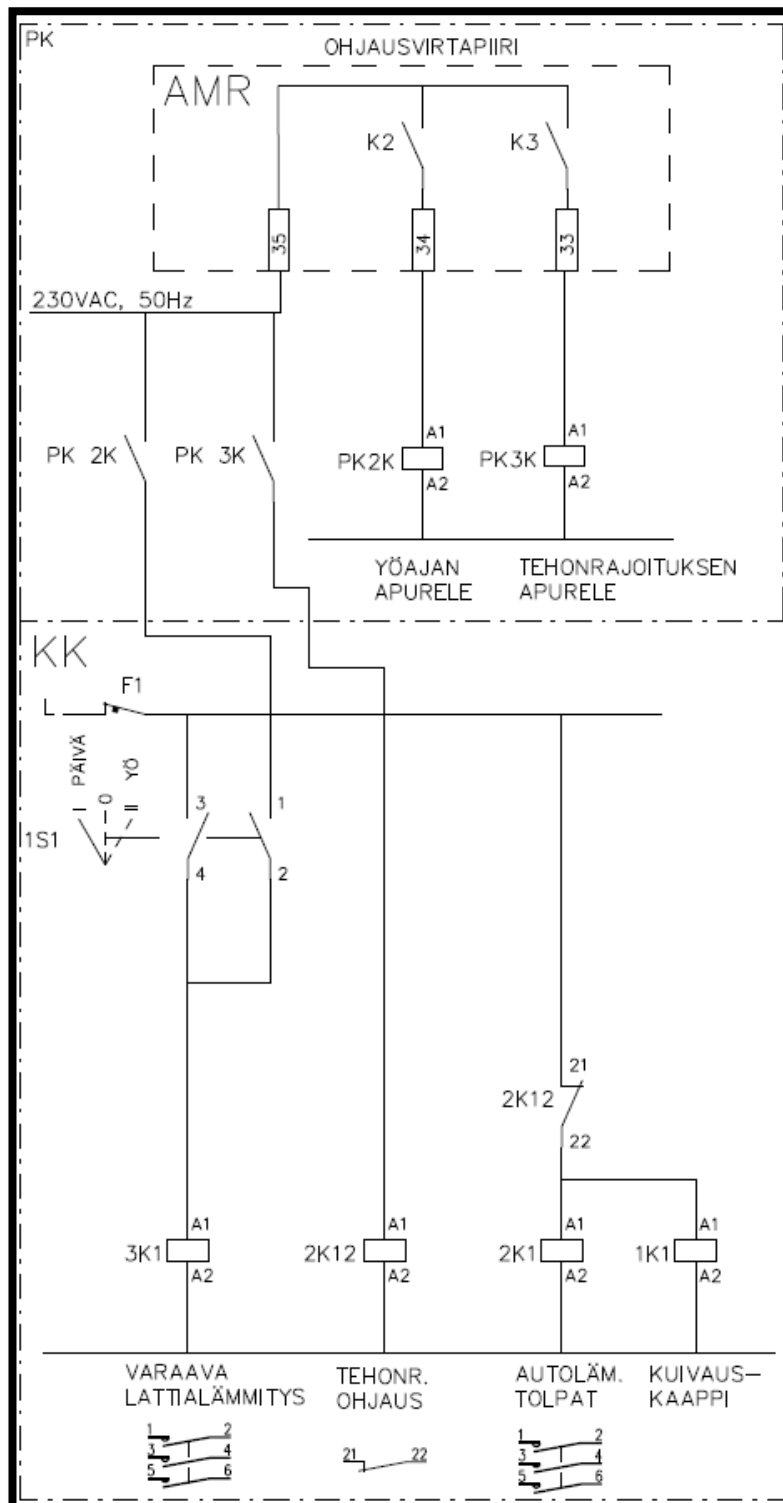 PK
OHJAUSVIRTAPIIRI
AMR
K2
K3
35
34
33
230VAC, 50Hz
PK 2K
PK 3K
A1
PK2K
A2
A1
PK3K
A2
YÖAJAN
APURELE
TEHONRAJOITUKSEN
APURELE
KK
F1
L
I PÄIVÄ
O
II YÖ
1S1
3
4
1
2
21
2K12
22
A1
3K1
A2
A1
2K12
A2
A1
2K1
A2
A1
1K1
A2
VARAAVA
LATTIALÄMMITYS
TEHONR.
OHJAUS
AUTOLÄM.
TOLPAT
KUIVAUS-
KAAPPI
1 2
3 4
5 6
21 22
1 2
3 4
5 6